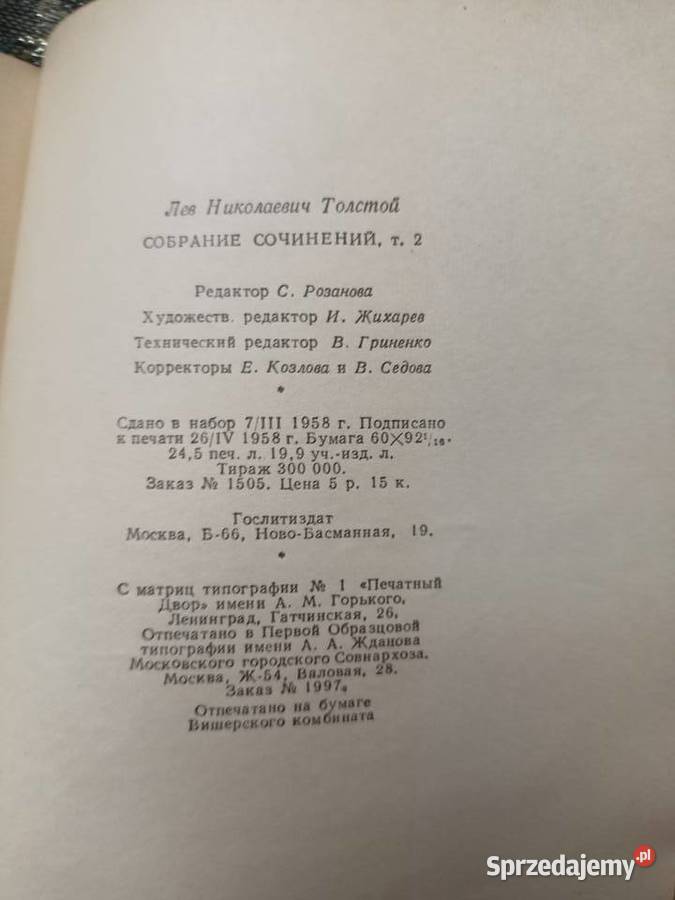 Лев Николаевич Толстой
СОБРАНИЕ СОЧИНЕНИЙ, т. 2
Редактор С. Розанова
Художеств. редактор И. Жихарев
Технический редактор В. Гриненко
Корректоры Е. Козлова и В. Седова
*
Сдано в набор 7/III 1958 г. Подписано
к печати 26/IV 1958 г. Бумага 60×92¹/₁₆.
24,5 печ. л. 19,9 уч.-изд. л.
Тираж 300 000.
Заказ № 1505. Цена 5 р. 15 к.
Гослитиздат
Москва, Б-66, Ново-Басманная, 19.
*
С матриц типографии № 1 «Печатный
Двор» имени А. М. Горького,
Ленинград, Гатчинская, 26,
Отпечатано в Первой Образцовой
типографии имени А. А. Жданова
Московского городского Совнархоза.
Москва, Ж-54, Валовая, 28.
Заказ № 1997.
Отпечатано на бумаге
Вишерского комбината
Sprzedajemy.pl